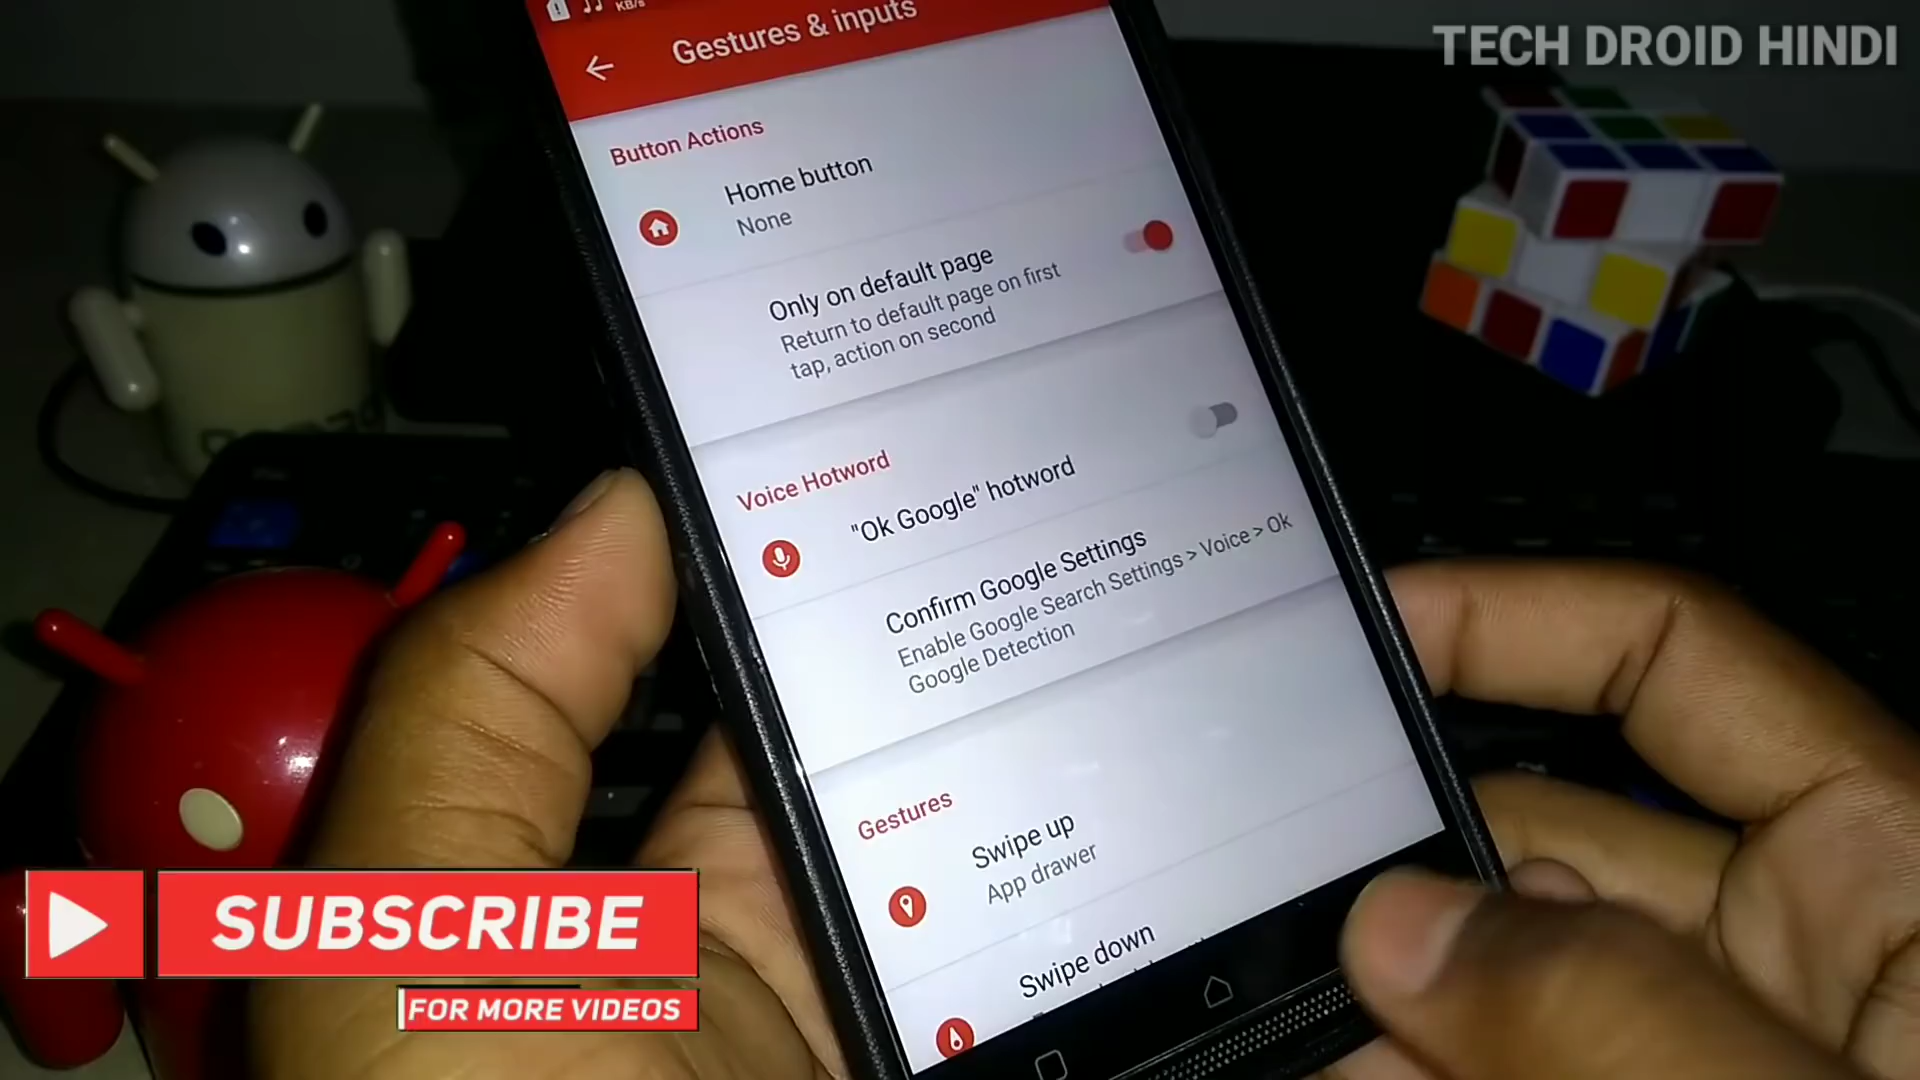 KB/s
Gestures & inputs
TECH DROID HINDI
Button Actions
Home button
None
Only on default page
Return to default page on first
tap, action on second
Voice Hotword
"Ok Google" hotword
Confirm Google Settings
Enable Google Search Settings > Voice > Ok
Google Detection
Gestures
Swipe up
App drawer
Swipe down
SUBSCRIBE
FOR MORE VIDEOS